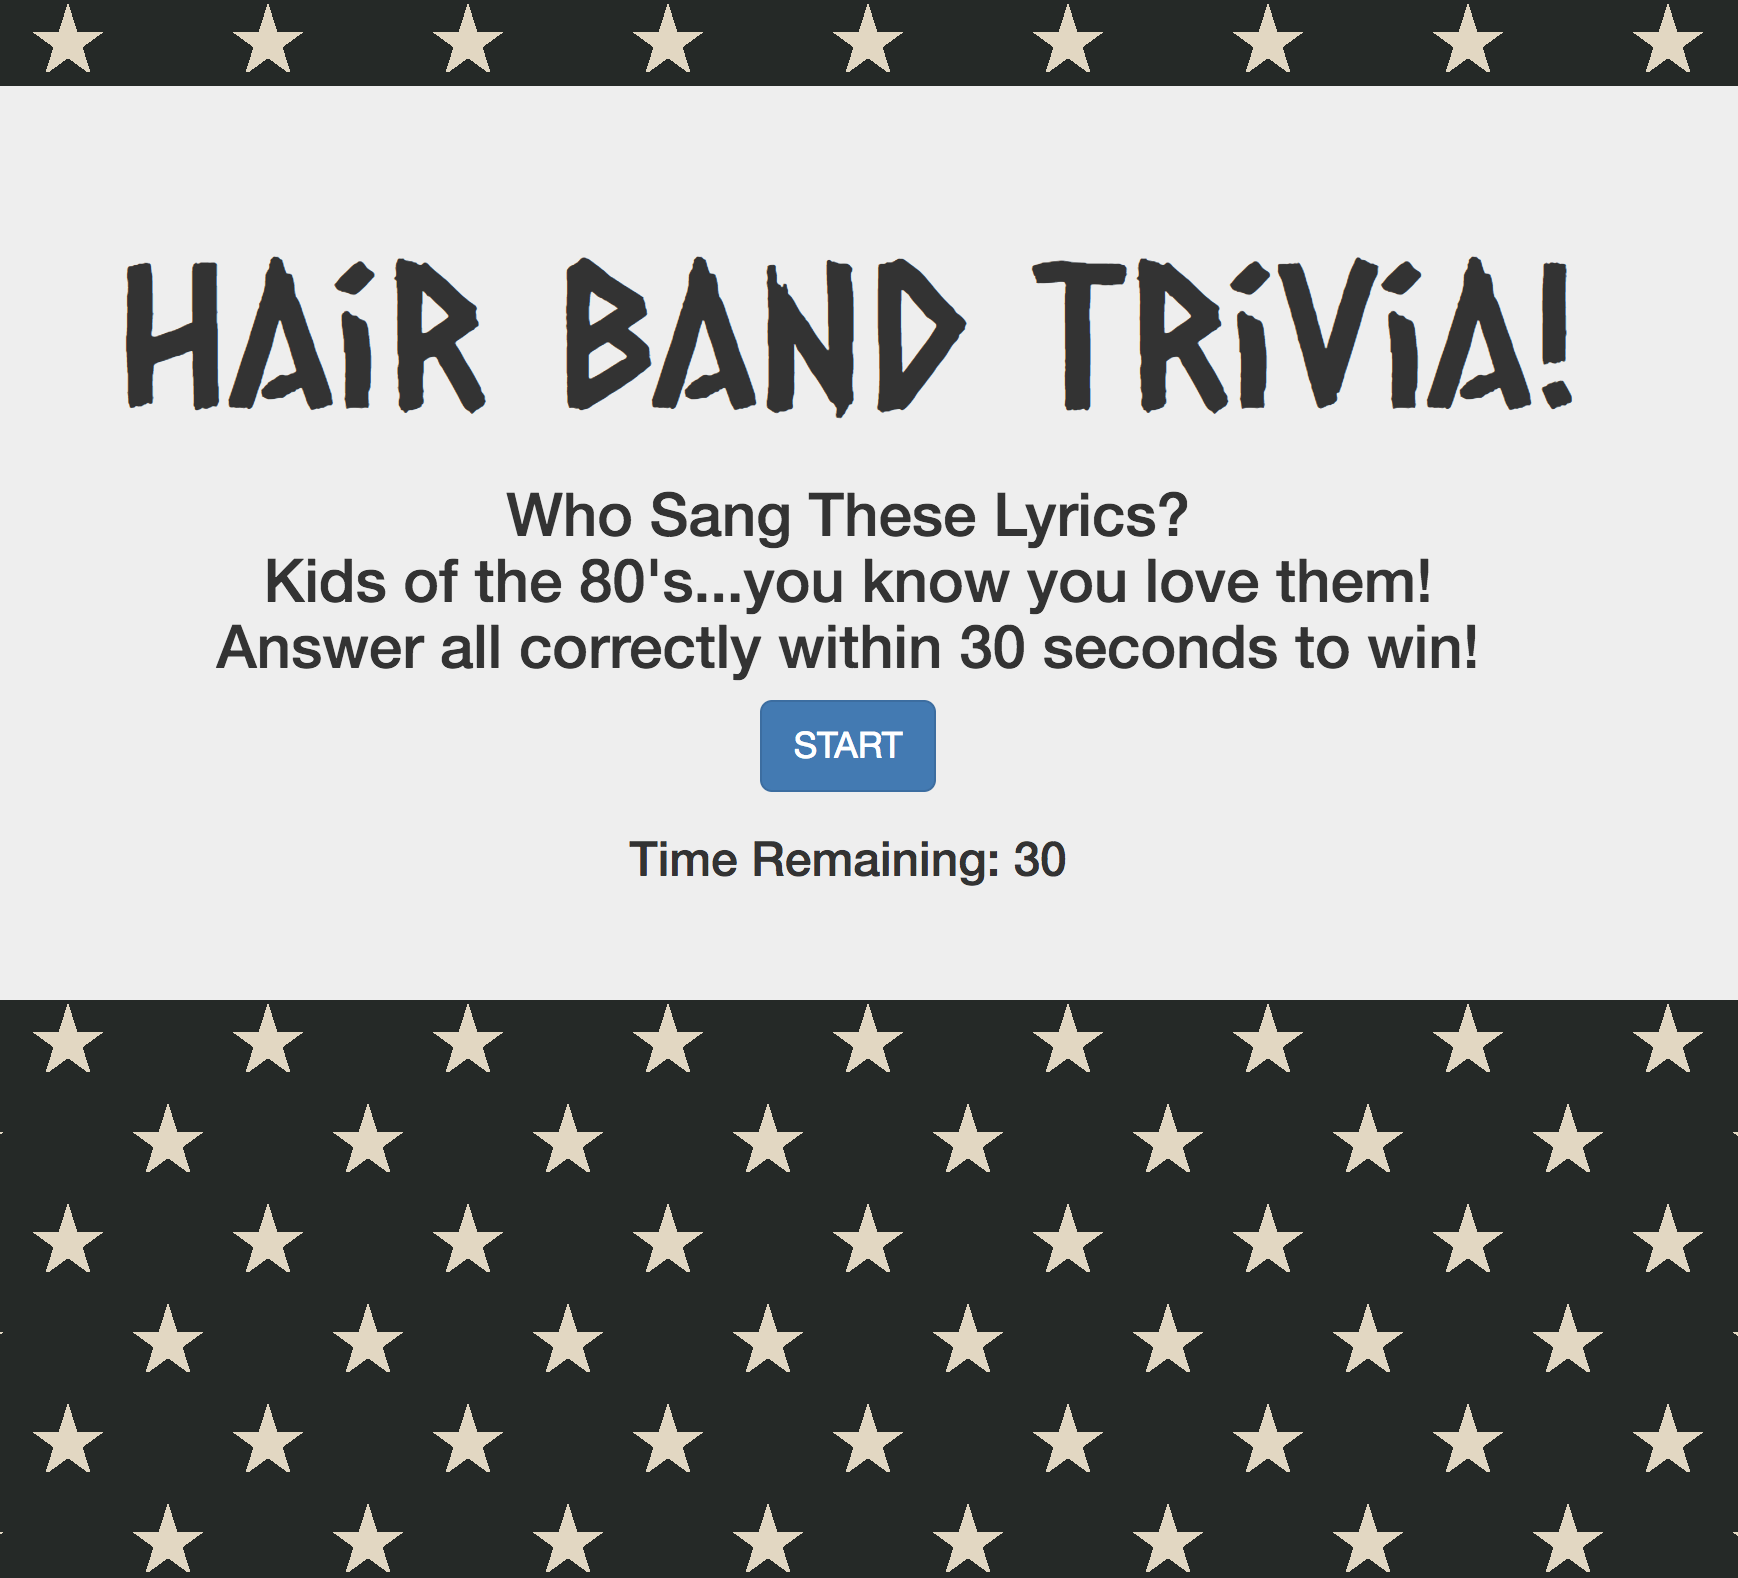 HAiR BAND TRiViA!
Who Sang These Lyrics?
Kids of the 80's...you know you love them!
Answer all correctly within 30 seconds to win!
START
Time Remaining: 30